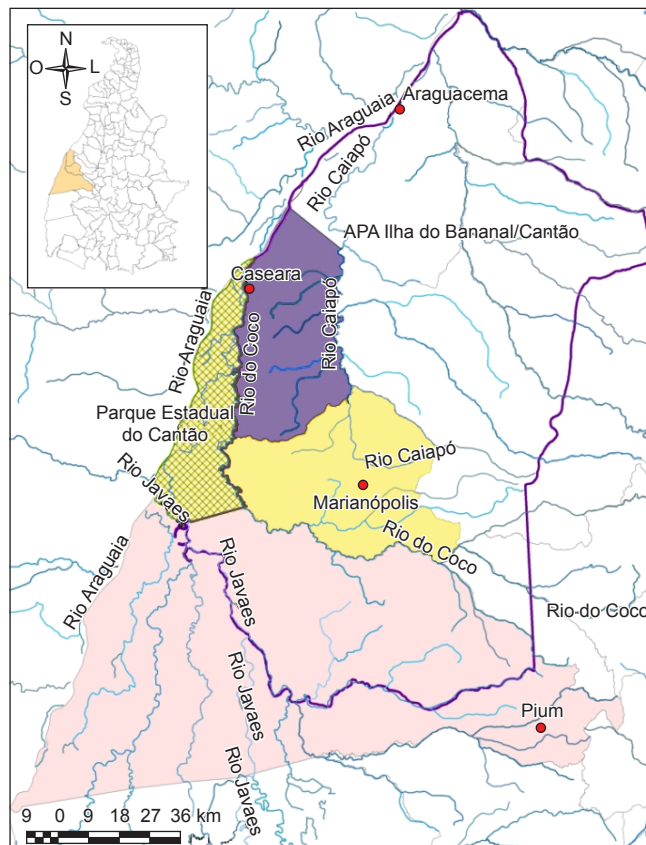 N
O L
S
Rio Araguaia
Araguacema
Rio Caiapó
APA Ilha do Bananal/Cantão
Caseara
Rio Araguaia
Rio do Coco
Rio Caiapó
Parque Estadual
do Cantão
Rio Javaes
Rio Caiapó
Marianópolis
Rio do Coco
Rio Araguaia
Rio Javaes
Rio do Coco
Rio Javaes
Pium
Rio Javaes
9 0 9 18 27 36 km